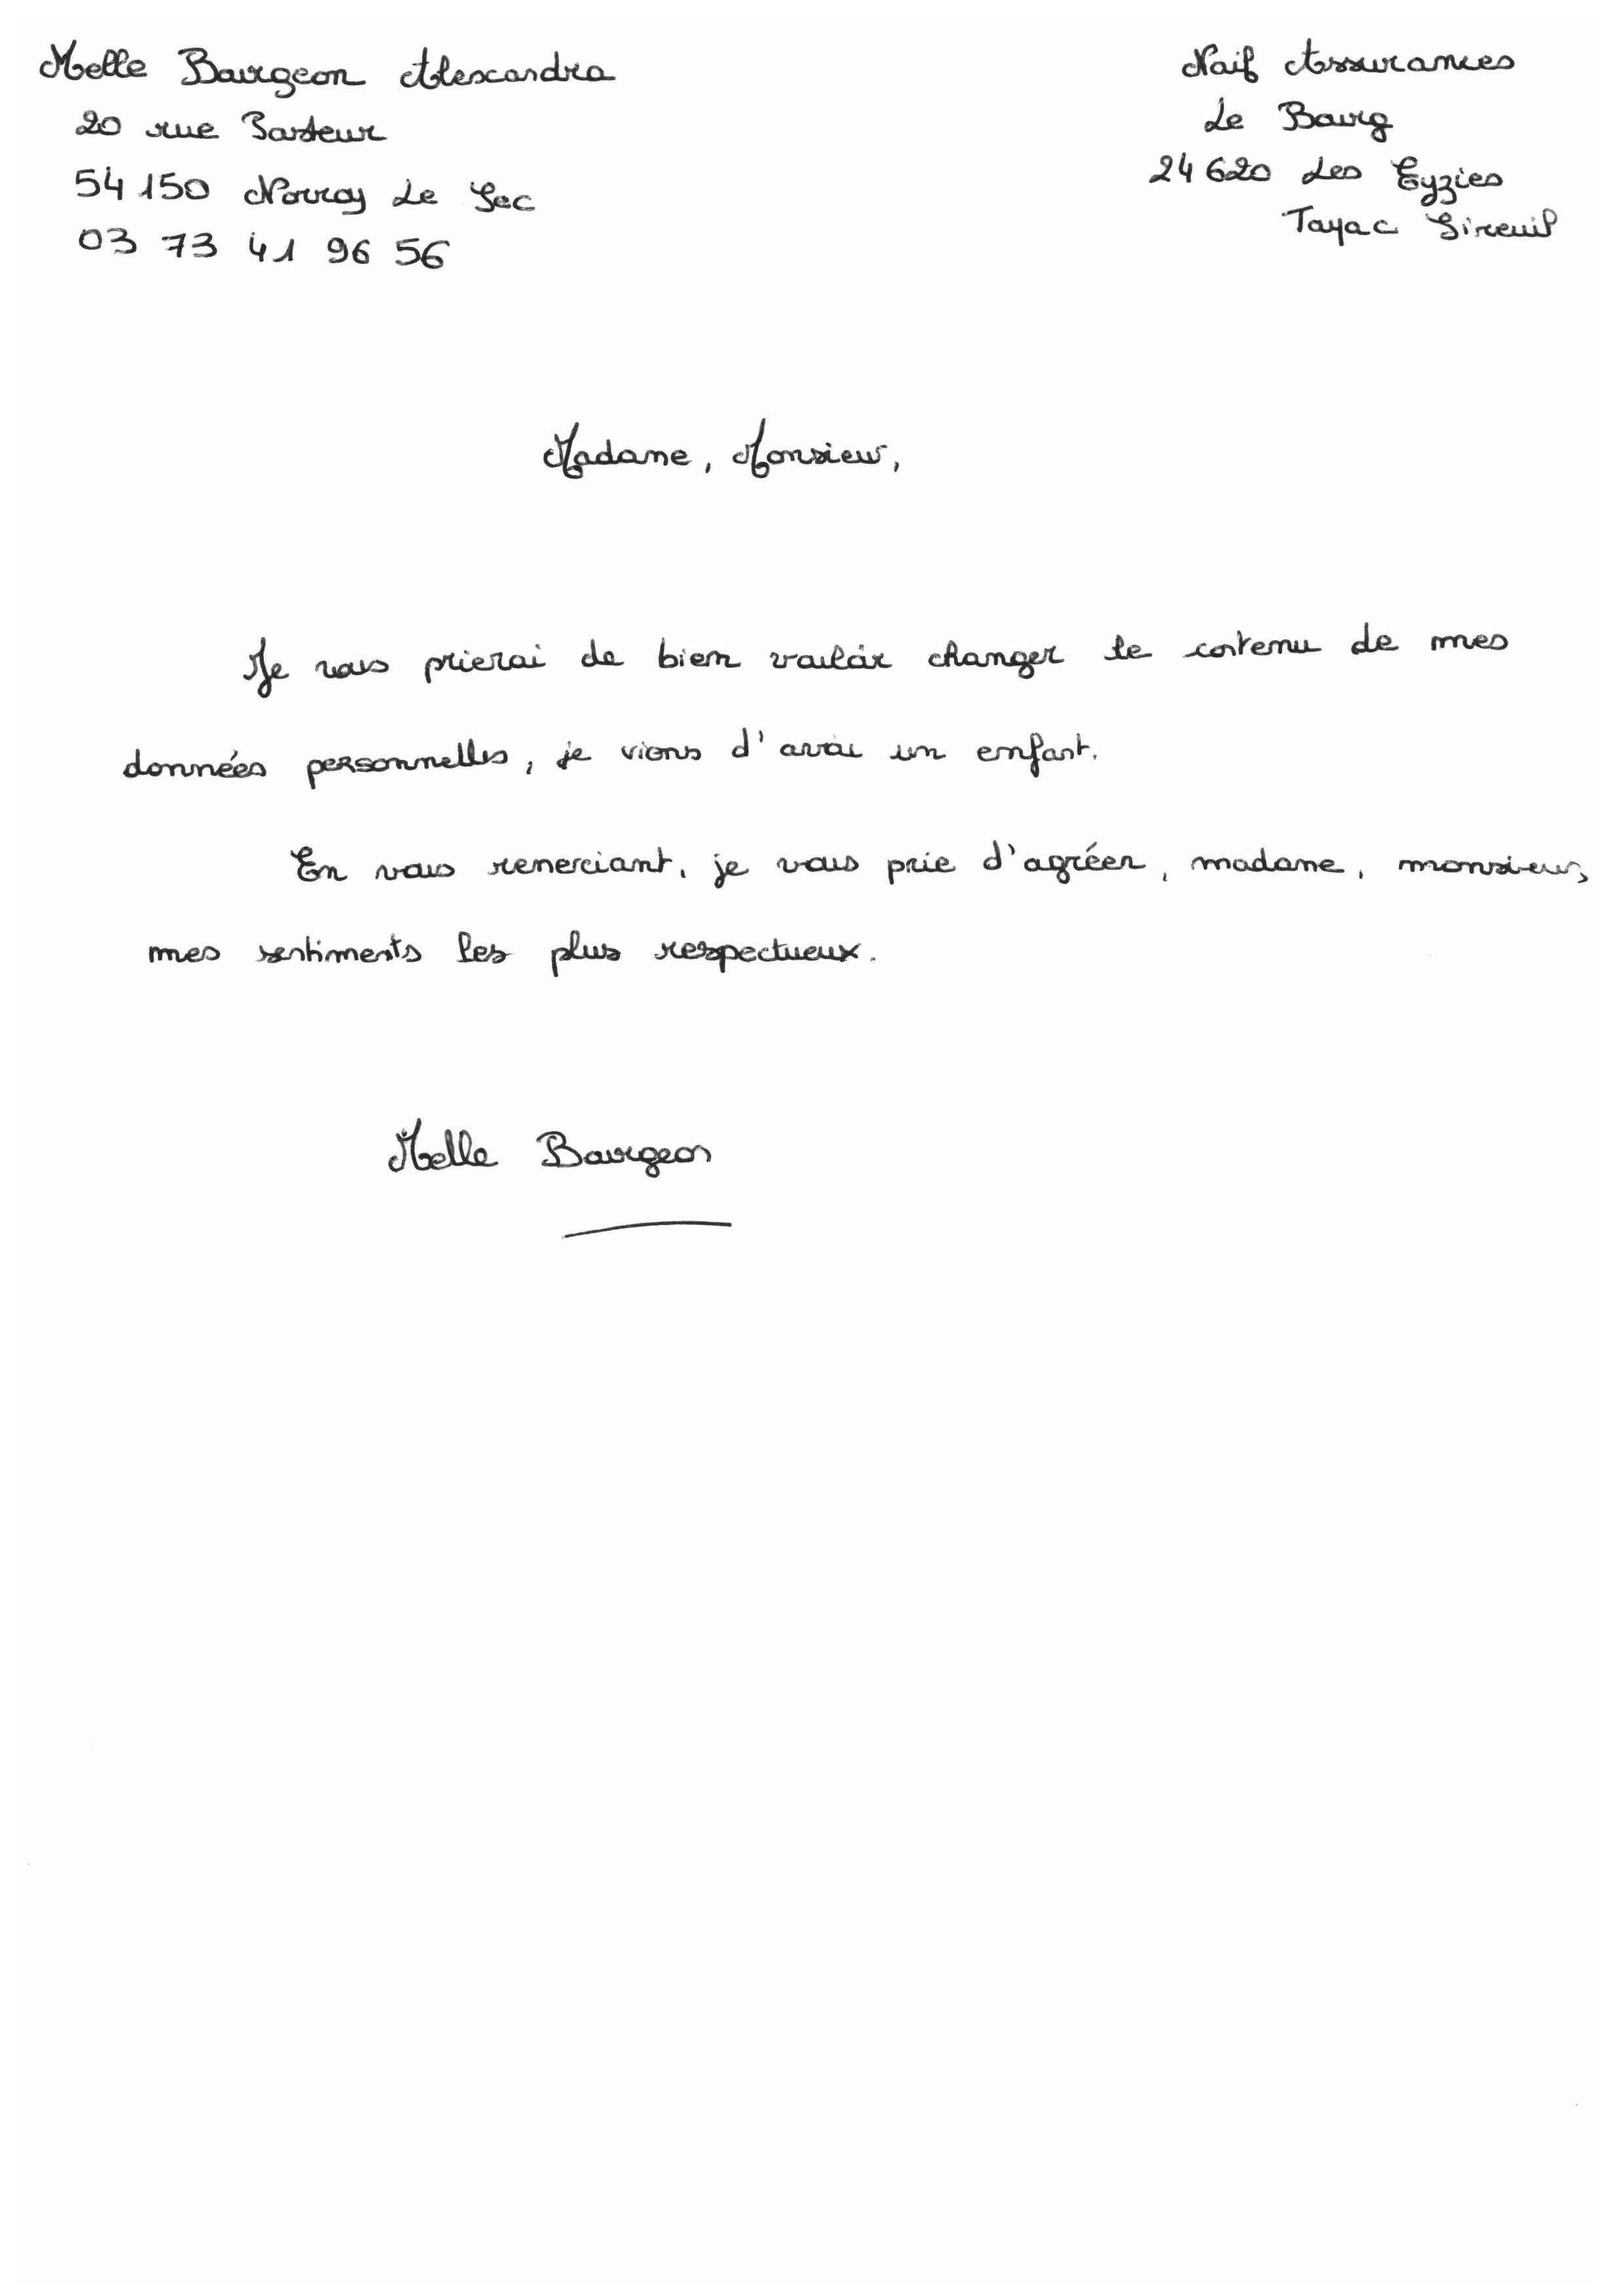 Melle Bourgeon Alexandra
20 rue Pasteur
54 150 Norroy Le Sec
03 73 41 96 56
Naif Assurances
Le Bourg
24 620 Les Eyzies
Tayac Sireuil
Madame, Monsieur,
Je vous prierai de bien vouloir changer le contenu de mes
données personnelles, je viens d'avoir un enfant.
En vous remerciant, je vous prie d'agréer, madame, monsieur,
mes sentiments les plus respectueux.
Melle Bourgeon